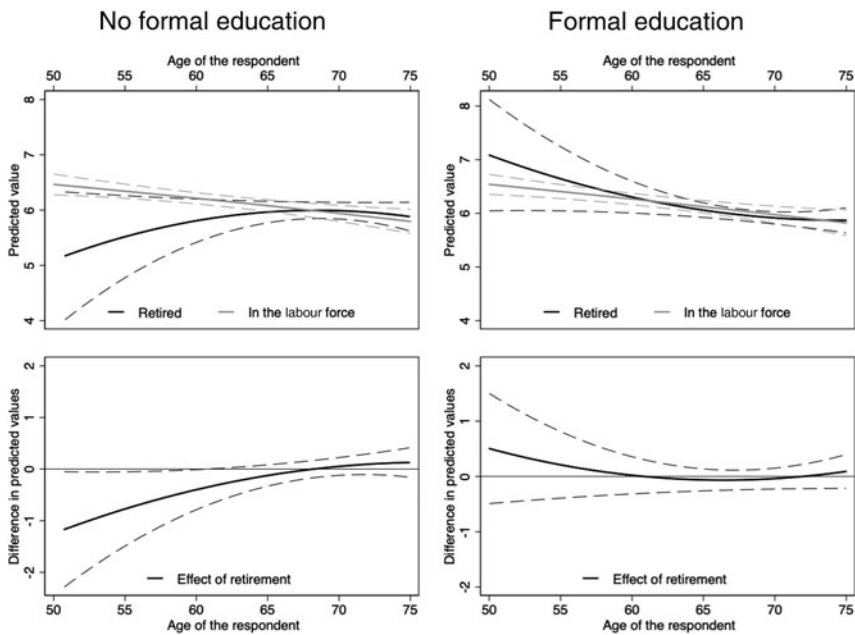 No formal education
Formal education
Age of the respondent
50 55 60 65 70 75
Age of the respondent
50 55 60 65 70 75
Predicted value
8
7
6
5
4
Retired In the labour force
Predicted value
8
7
6
5
4
Retired In the labour force
Difference in predicted values
2
1
0
-1
-2
Effect of retirement
50 55 60 65 70 75
Age of the respondent
Difference in predicted values
2
1
0
-1
-2
Effect of retirement
50 55 60 65 70 75
Age of the respondent